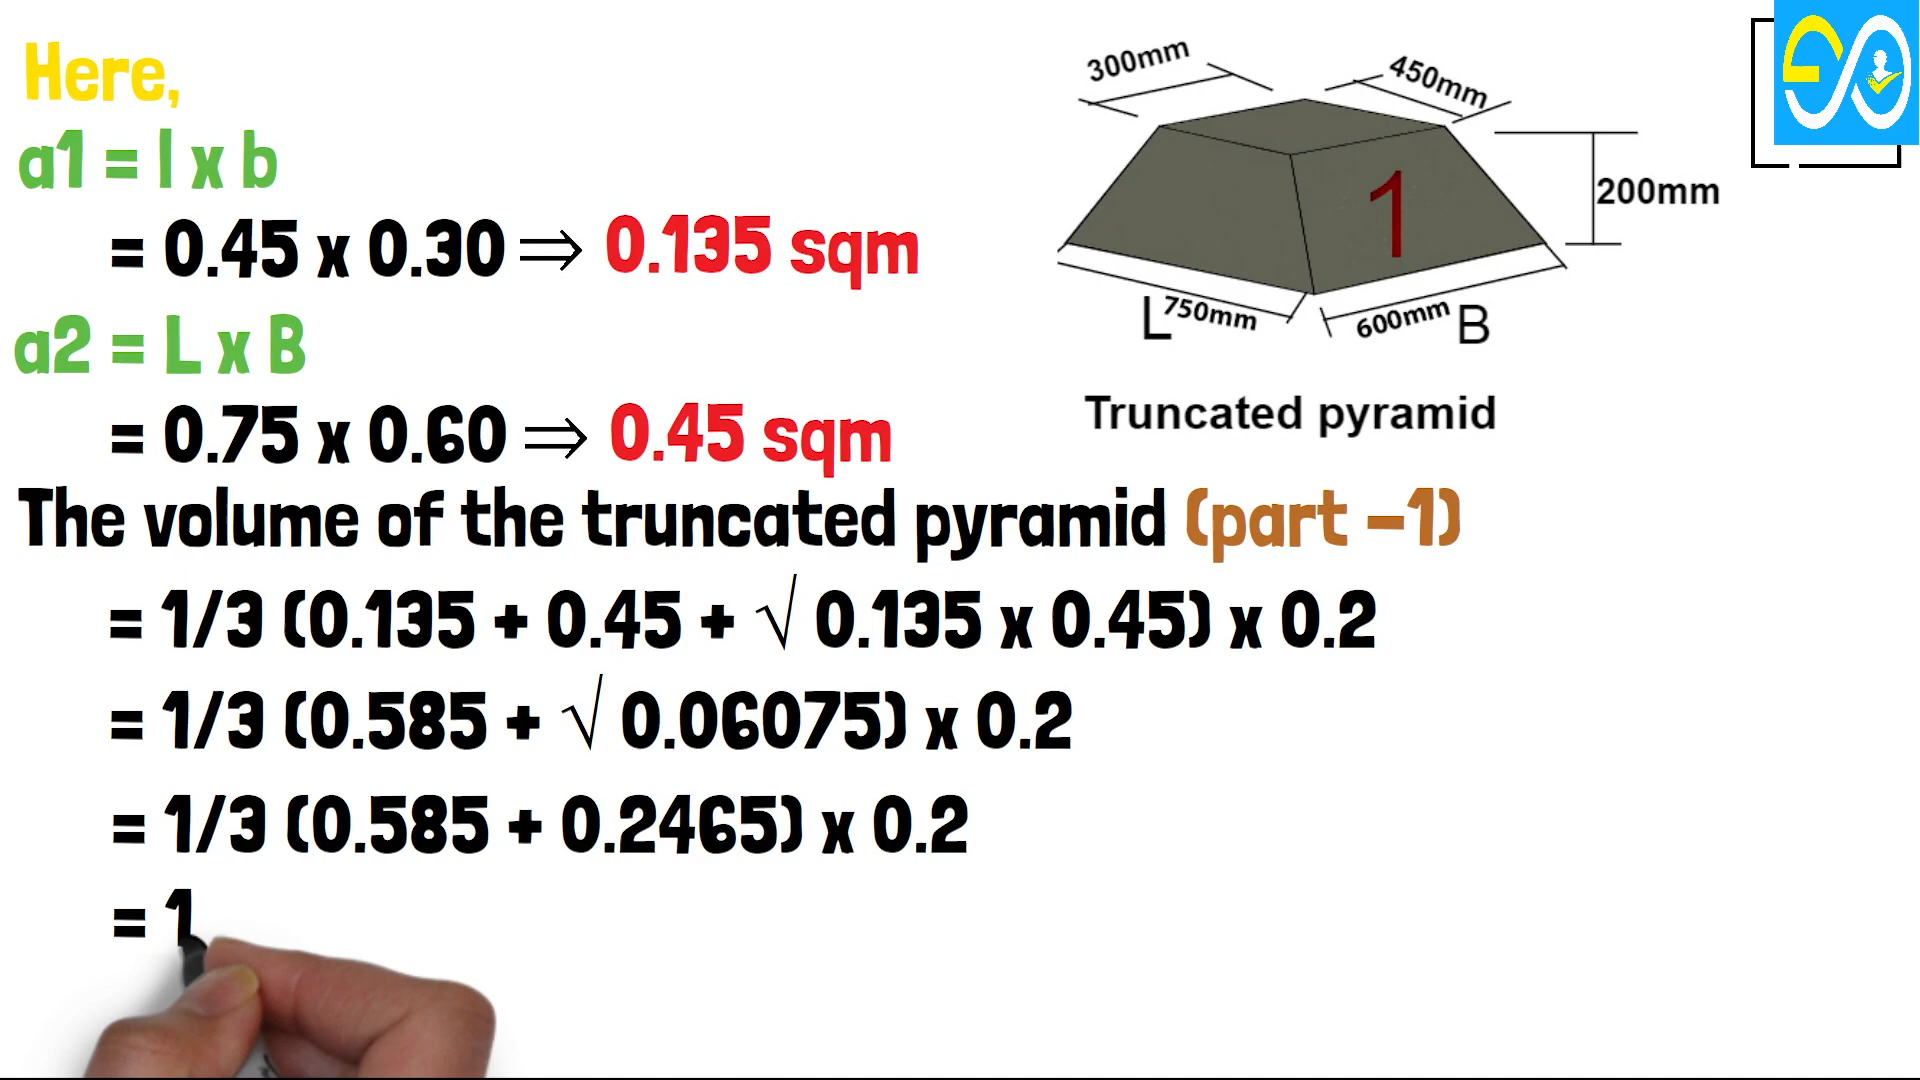 Here,
a1 = l x b
= 0.45 x 0.30 ⇒ 0.135 sqm
a2 = L x B
= 0.75 x 0.60 ⇒ 0.45 sqm
The volume of the truncated pyramid (part -1)
= 1/3 (0.135 + 0.45 + √ 0.135 x 0.45) x 0.2
= 1/3 (0.585 + √ 0.06075) x 0.2
= 1/3 (0.585 + 0.2465) x 0.2
= 1
300mm
450mm
200mm
1
L 750mm
600mm B
Truncated pyramid